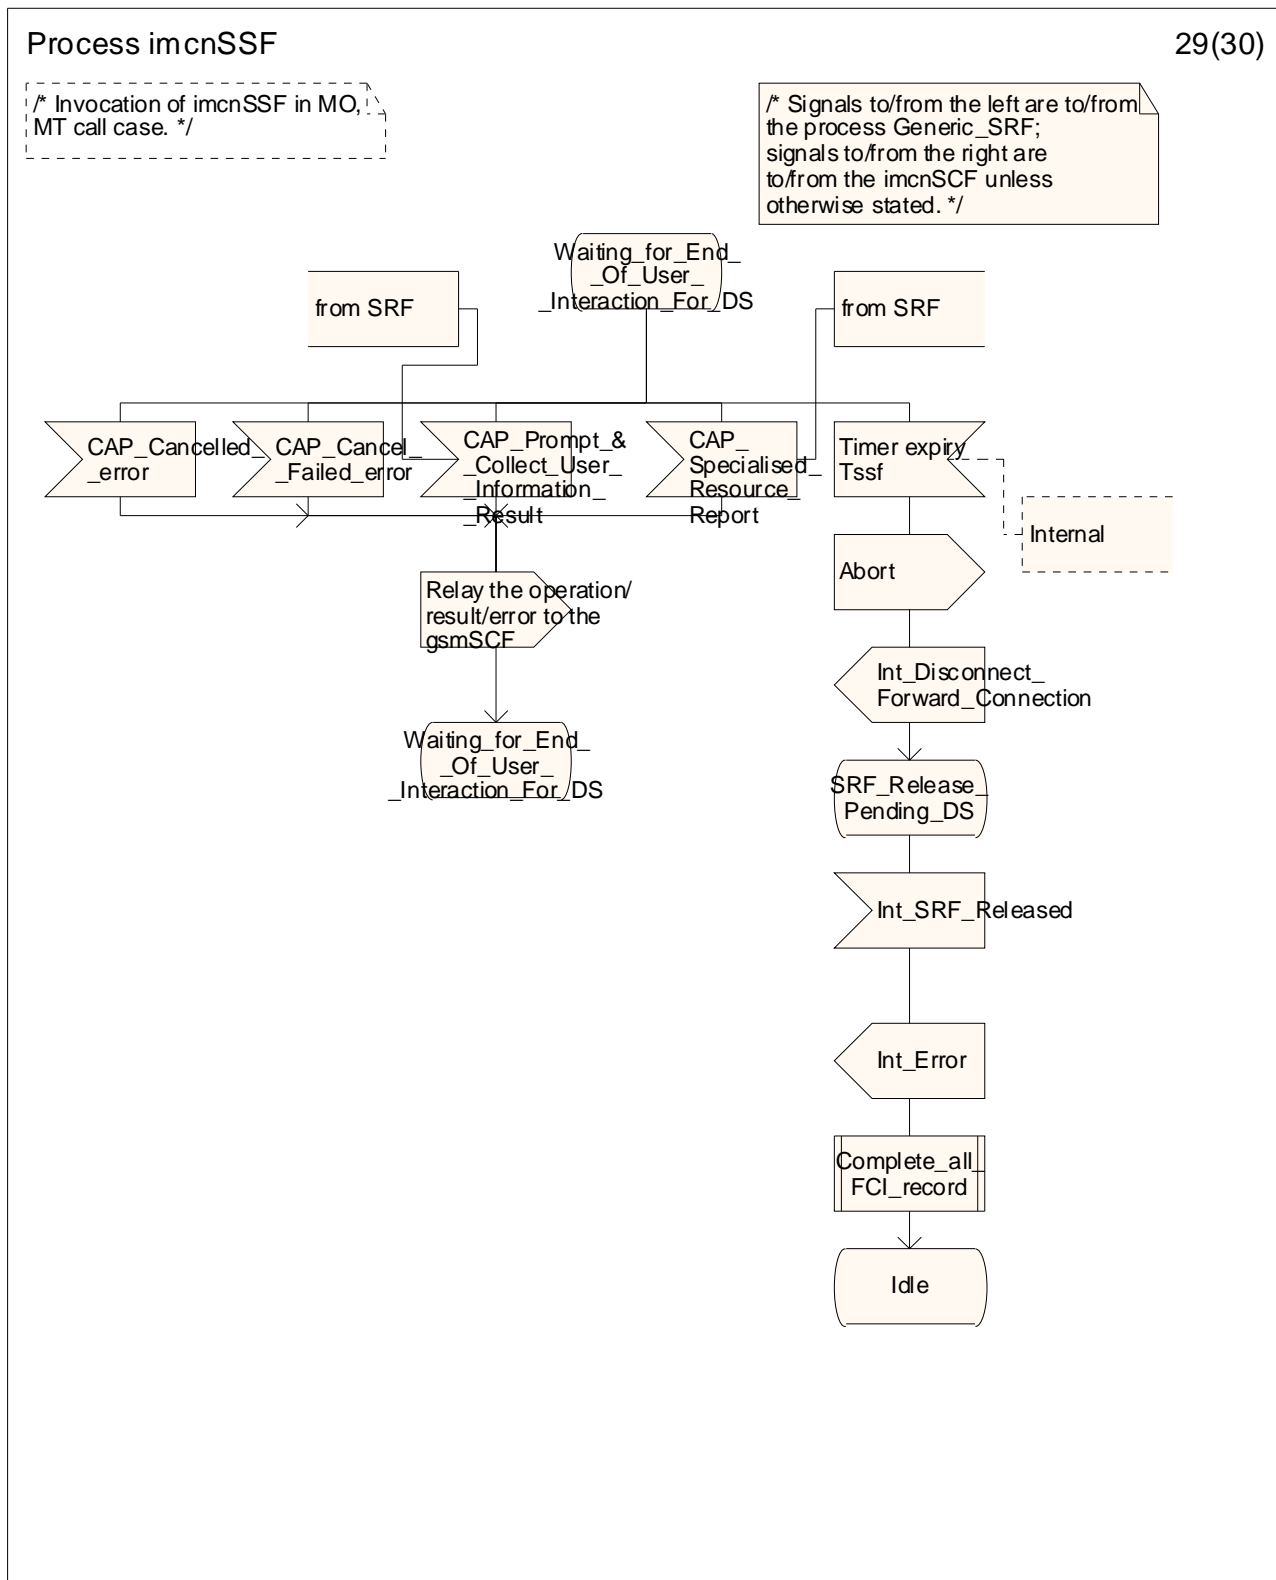 Process imcnSSF
29(30)
/* Invocation of imcnSSF in MO,
MT call case. */
/* Signals to/from the left are to/from
the process Generic_SRF;
signals to/from the right are
to/from the imcnSCF unless
otherwise stated. */
Waiting_for_End_
_Of_User_
_Interaction_For_DS
from SRF
from SRF
CAP_Cancelled_
_error
CAP_Cancel_
_Failed_error
CAP_Prompt_&
_Collect_User_
_Information_
_Result
CAP_
Specialised_
Resource_
Report
Timer expiry
Tssf
Internal
Abort
Relay the operation/
result/error to the
gsmSCF
Int_Disconnect_
Forward_Connection
Waiting_for_End_
_Of_User_
_Interaction_For_DS
SRF_Release_
Pending_DS
Int_SRF_Released
Int_Error
Complete_all_
FCI_record
Idle